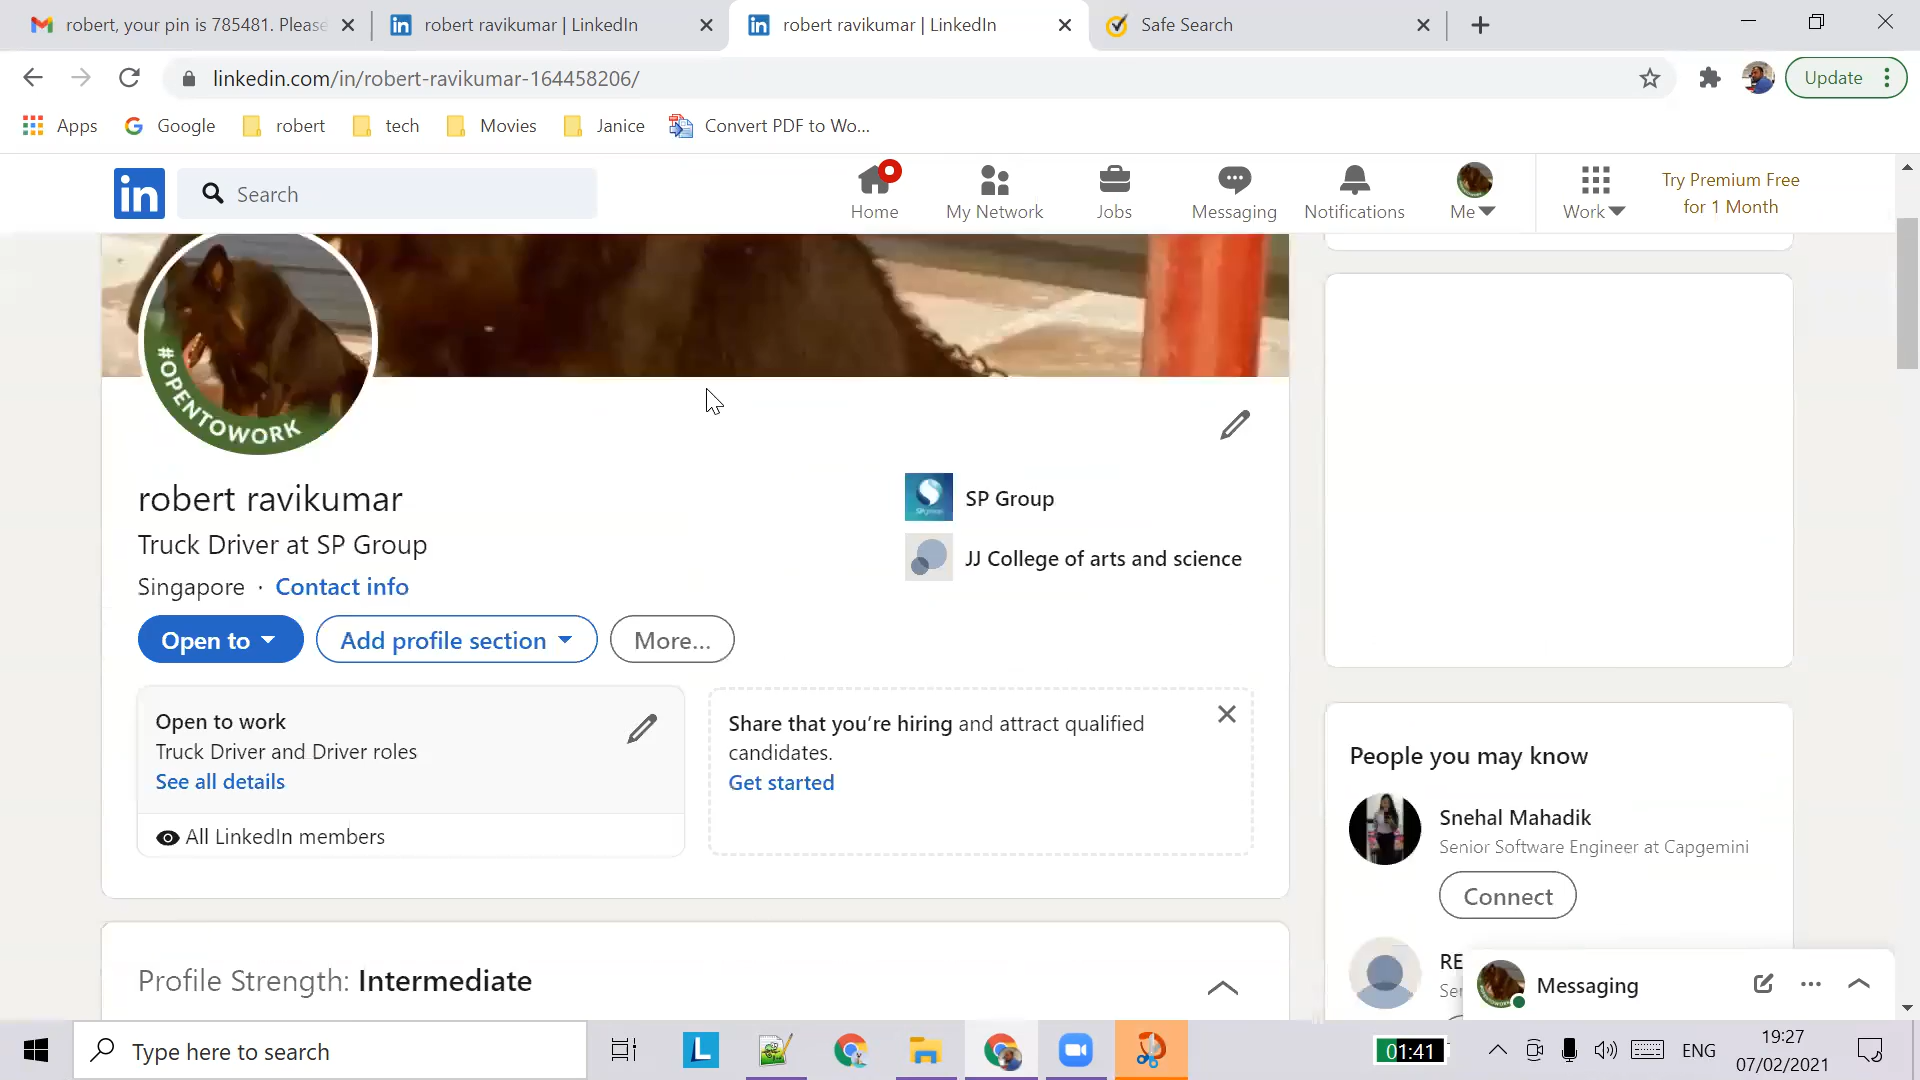 robert, your pin is 785481. Please
robert ravikumar | LinkedIn
robert ravikumar | LinkedIn
Safe Search
linkedin.com/in/robert-ravikumar-164458206/
Update
Apps
Google
robert
tech
Movies
Janice
Convert PDF to Wo...
in
Search
Home
My Network
Jobs
Messaging
Notifications
Me
Work
Try Premium Free
for 1 Month
#OPENTOWORK
robert ravikumar
Truck Driver at SP Group
Singapore · Contact info
SP Group
JJ College of arts and science
Open to
Add profile section
More...
Open to work
Truck Driver and Driver roles
See all details
All LinkedIn members
Share that you're hiring and attract qualified
candidates.
Get started
People you may know
Snehal Mahadik
Senior Software Engineer at Capgemini
Connect
RE
Ser
Profile Strength: Intermediate
Messaging
Type here to search
L
01:41
ENG
19:27
07/02/2021